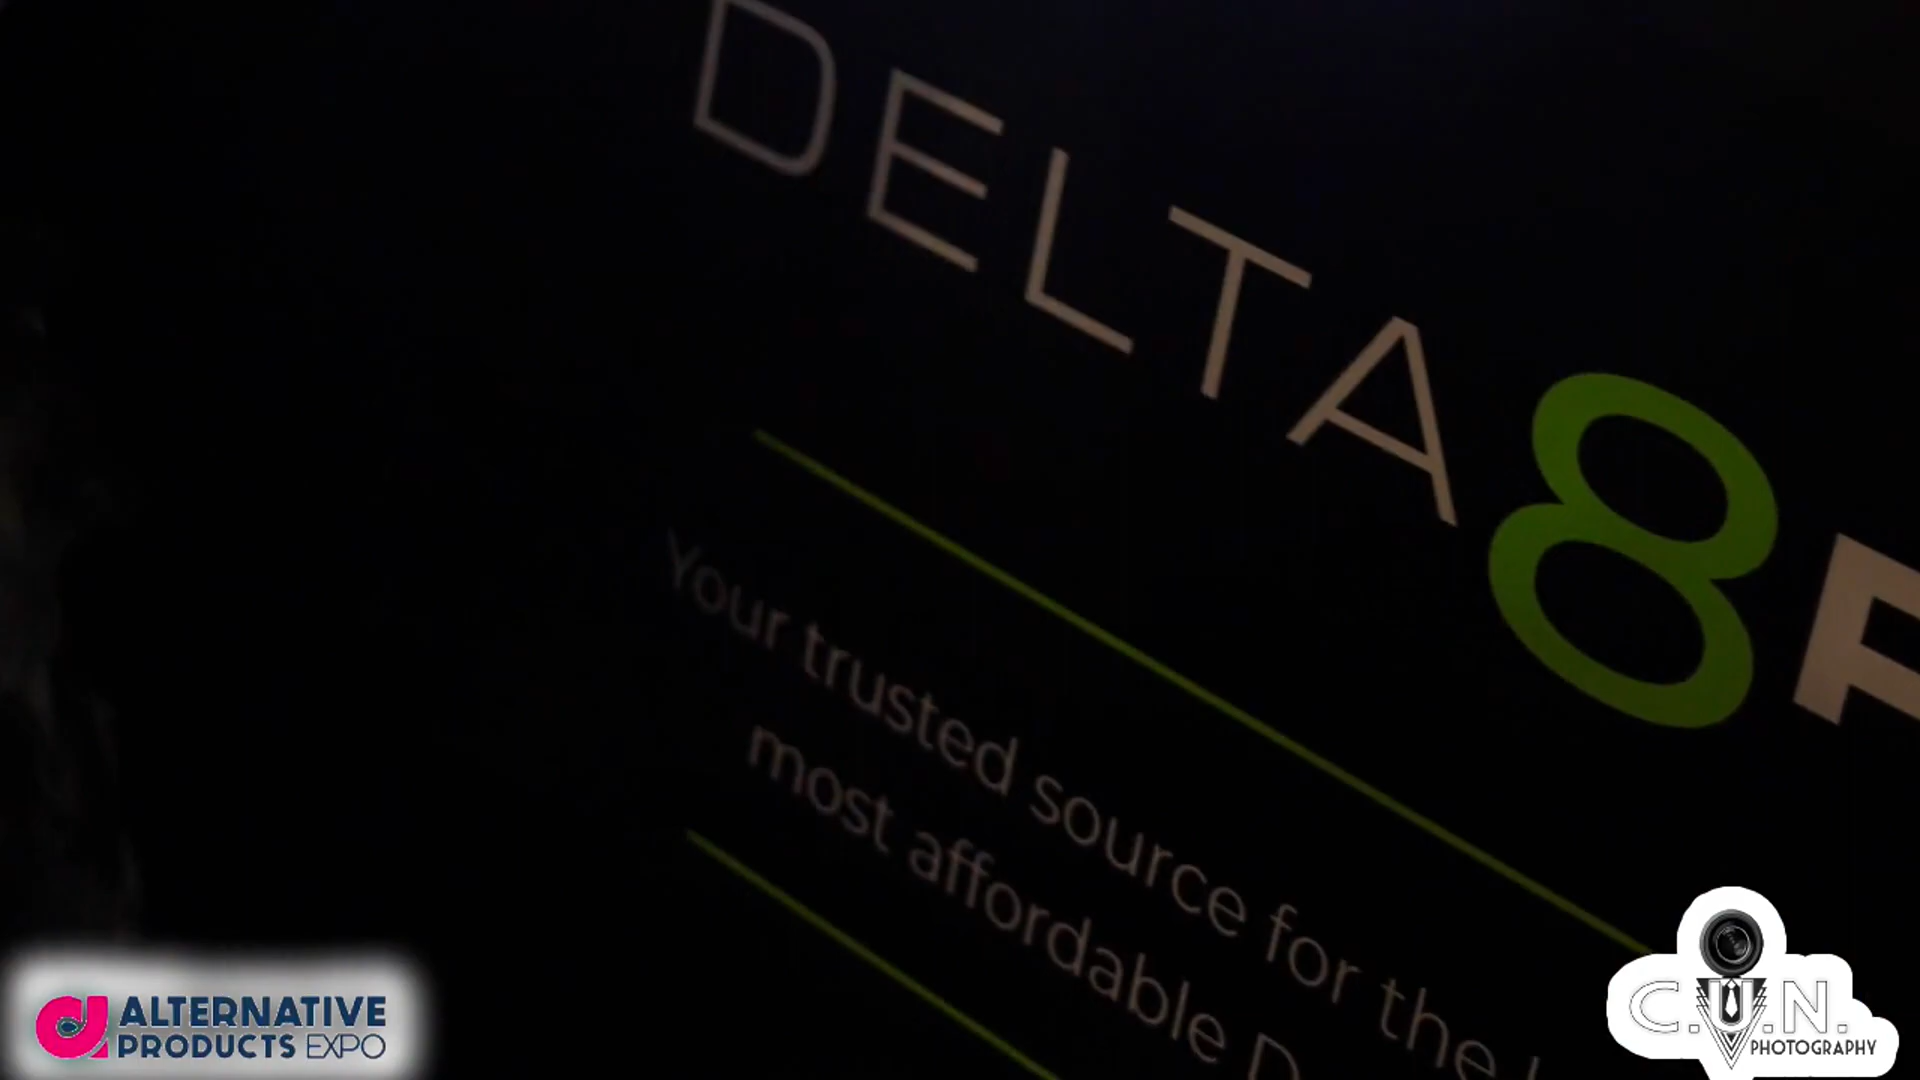 DELTA8
Your trusted source for the
most affordable
ALTERNATIVE
PRODUCTS EXPO
C.U.N.
PHOTOGRAPHY